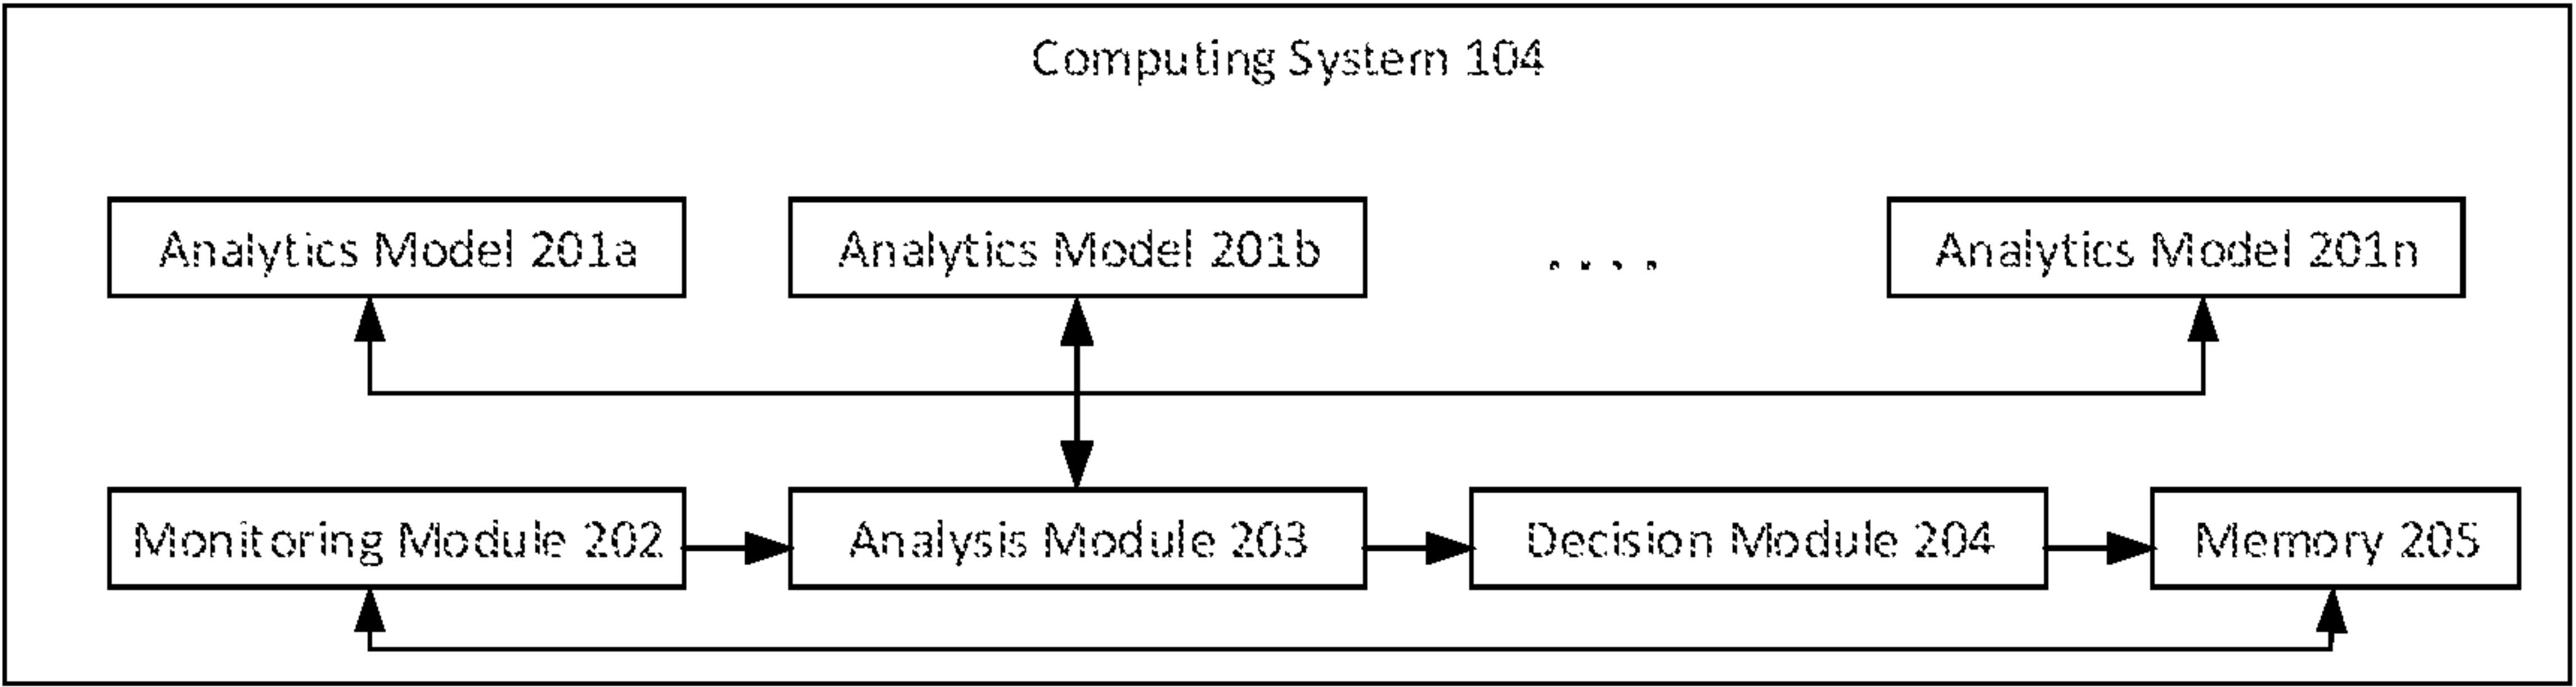 Computing System 104
Analytics Model 201a
Analytics Model 201b
. . . .
Analytics Model 201n
Monitoring Module 202
Analysis Module 203
Decision Module 204
Memory 205